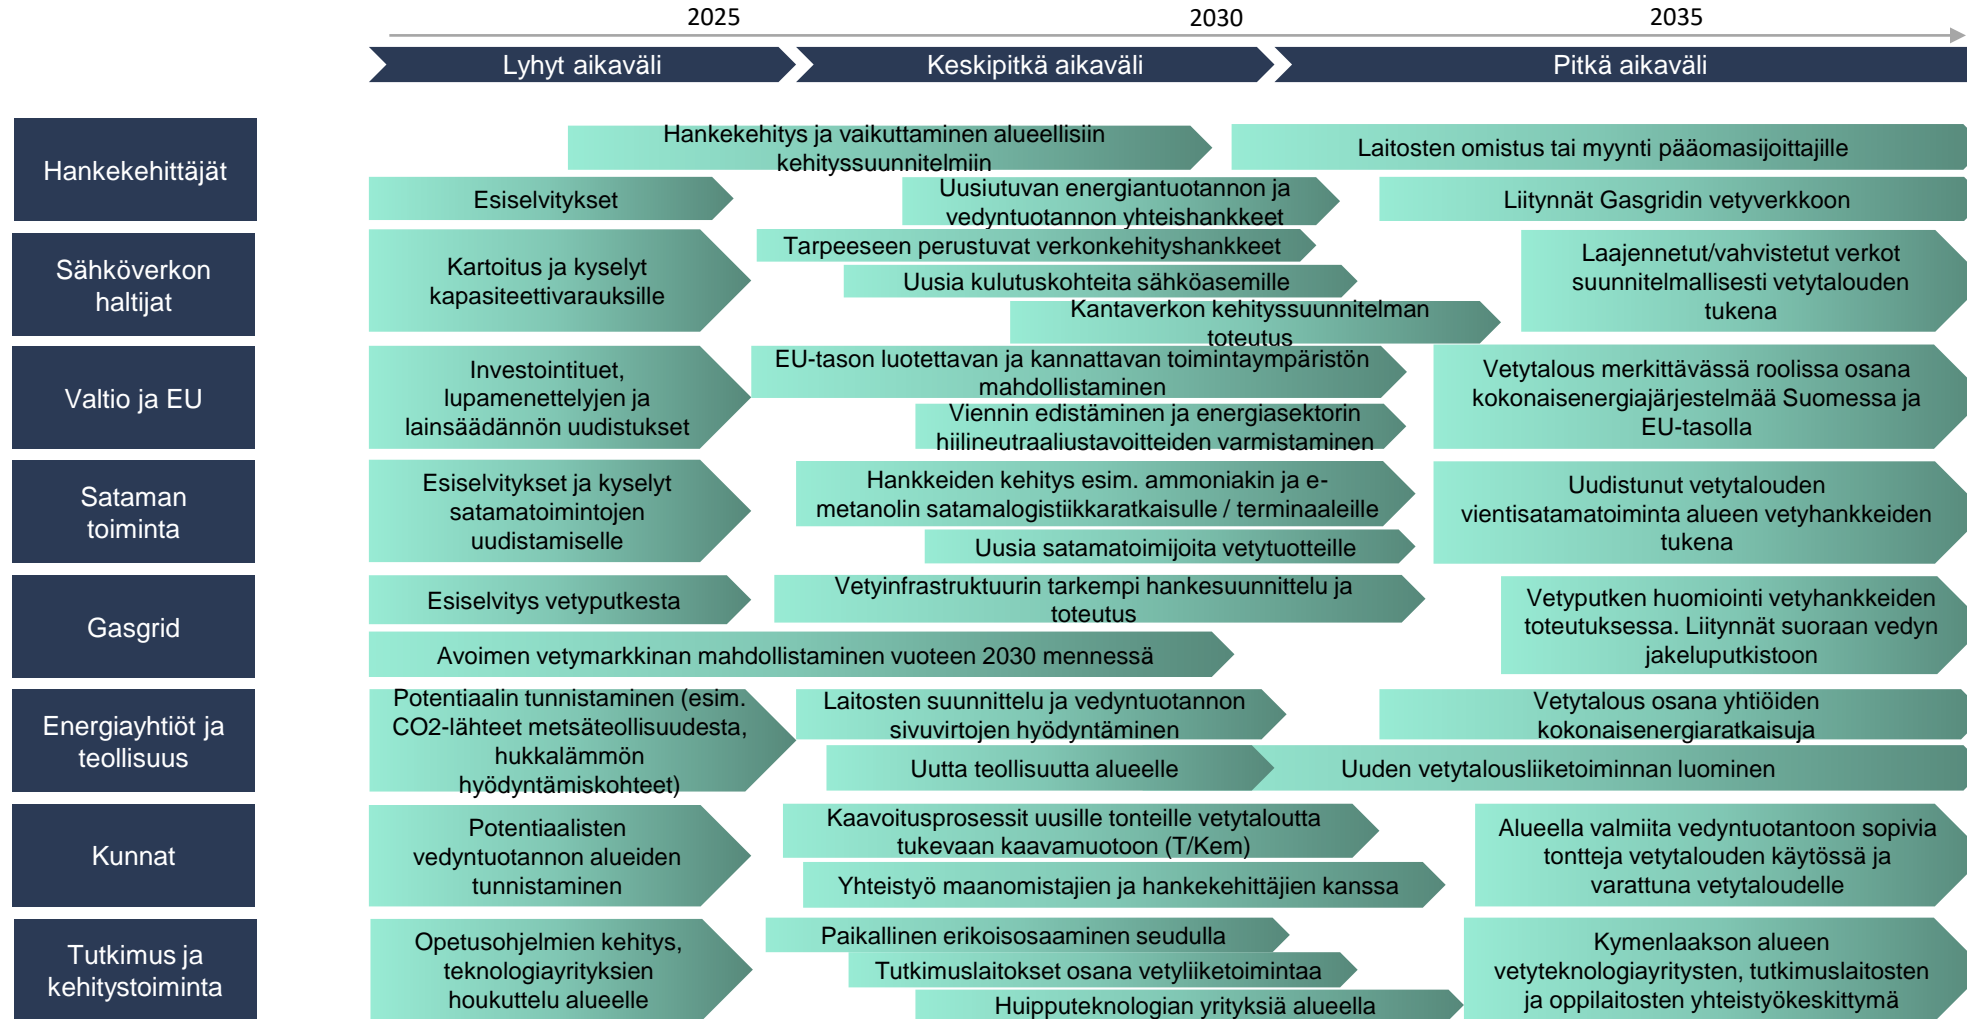 2025
2030
2035
Lyhyt aikaväli
Keskipitkä aikaväli
Pitkä aikaväli
Hankekehittäjät
Hankekehitys ja vaikuttaminen alueellisiin
kehityssuunnitelmiin
Laitosten omistus tai myynti pääomasijoittajille
Esiselvitykset
Uusiutuvan energiantuotannon ja
vedyntuotannon yhteishankkeet
Liitynnät Gasgridin vetyverkkoon
Sähköverkon
haltijat
Kartoitus ja kyselyt
kapasiteettivarauksille
Tarpeeseen perustuvat verkonkehityshankkeet
Uusia kulutuskohteita sähköasemille
Kantaverkon kehityssuunnitelman
toteutus
Laajennetut/vahvistetut verkot
suunnitelmallisesti vetytalouden
tukena
Valtio ja EU
Investointituet,
lupamenettelyjen ja
lainsäädännön uudistukset
EU-tason luotettavan ja kannattavan toimintaympäristön
mahdollistaminen
Viennin edistäminen ja energiasektorin
hiilineutraaliustavoitteiden varmistaminen
Vetytalous merkittävässä roolissa osana
kokonaisenergiajärjestelmää Suomessa ja
EU-tasolla
Sataman
toiminta
Esiselvitykset ja kyselyt
satamatoimintojen
uudistamiselle
Hankkeiden kehitys esim. ammoniakin ja e-
metanolin satamalogistiikkaratkaisulle / terminaaleille
Uusia satamatoimijoita vetytuotteille
Uudistunut vetytalouden
vientisatamatoiminta alueen vetyhankkeiden
tukena
Gasgrid
Esiselvitys vetyputkesta
Vetyinfrastruktuurin tarkempi hankesuunnittelu ja
toteutus
Avoimen vetymarkkinan mahdollistaminen vuoteen 2030 mennessä
Vetyputken huomiointi vetyhankkeiden
toteutuksessa. Liitynnät suoraan vedyn
jakeluputkistoon
Energiayhtiöt ja
teollisuus
Potentiaalin tunnistaminen (esim.
CO2-lähteet metsäteollisuudesta,
hukkalämmön
hyödyntämiskohteet)
Laitosten suunnittelu ja vedyntuotannon
sivuvirtojen hyödyntäminen
Uutta teollisuutta alueelle
Vetytalous osana yhtiöiden
kokonaisenergiaratkaisuja
Uuden vetytalousliiketoiminnan luominen
Kunnat
Potentiaalisten
vedyntuotannon alueiden
tunnistaminen
Kaavoitusprosessit uusille tonteille vetytaloutta
tukevaan kaavamuotoon (T/Kem)
Yhteistyö maanomistajien ja hankekehittäjien kanssa
Alueella valmiita vedyntuotantoon sopivia
tontteja vetytalouden käytössä ja
varattuna vetytaloudelle
Tutkimus ja
kehitystoiminta
Opetusohjelmien kehitys,
teknologiayrityksien
houkuttelu alueelle
Paikallinen erikoisosaaminen seudulla
Tutkimuslaitokset osana vetyliiketoimintaa
Huipputeknologian yrityksiä alueella
Kymenlaakson alueen
vetyteknologiayritysten, tutkimuslaitosten
ja oppilaitosten yhteistyökeskittymä